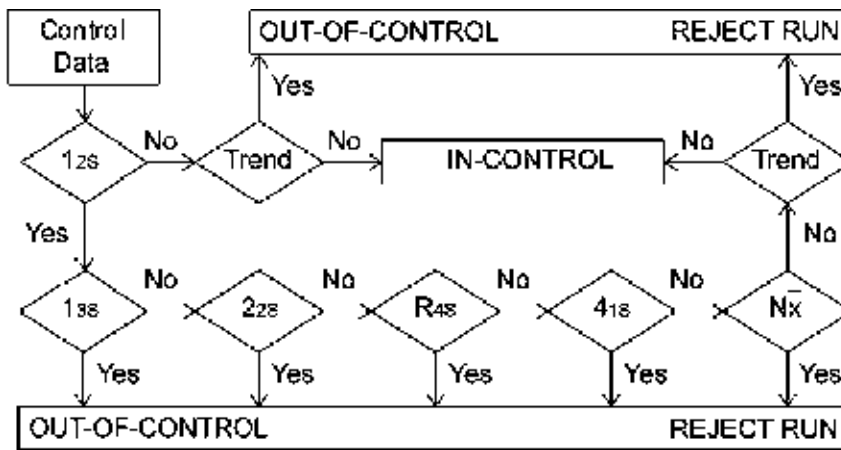 Control
Data
OUT-OF-CONTROL REJECT RUN
Yes
Yes
12S
No
Trend
No
IN-CONTROL
No
Trend
Yes
No
13S
No
22S
No
R4S
No
41S
No
Nx̅
Yes
Yes
Yes
Yes
Yes
OUT-OF-CONTROL REJECT RUN